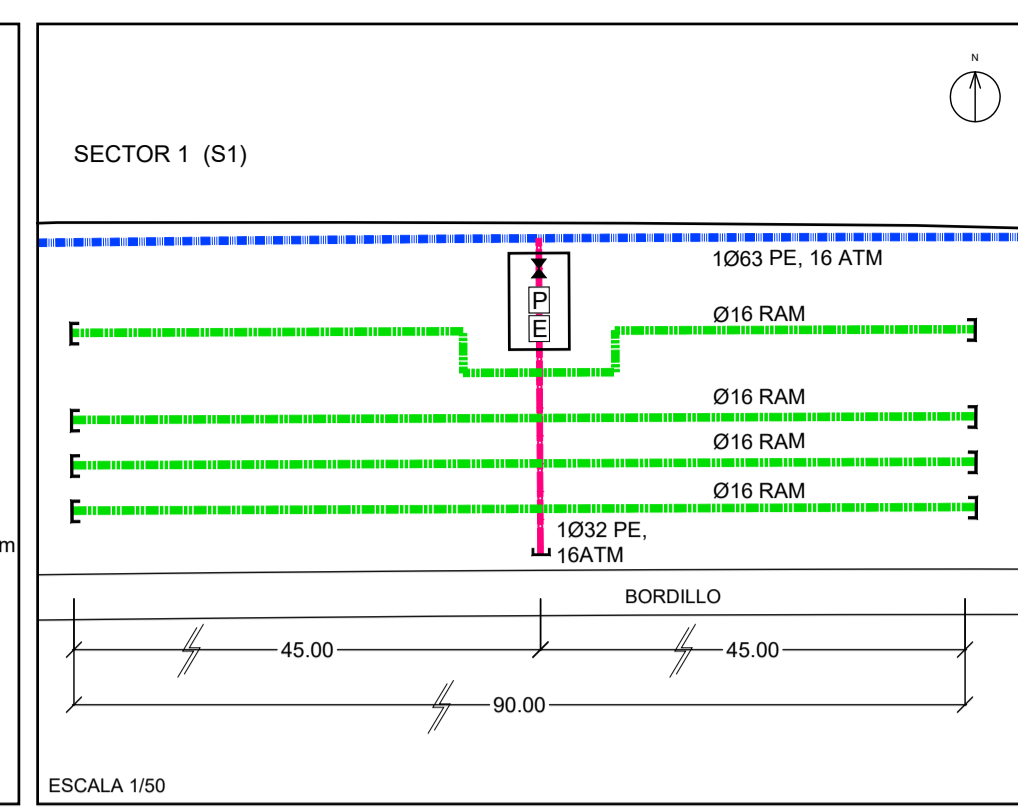 N
SECTOR 1 (S1)
1Ø63 PE, 16 ATM
P
Ø16 RAM
E
Ø16 RAM
Ø16 RAM
Ø16 RAM
1Ø32 PE,
16ATM
m
BORDILLO
45.00
45.00
90.00
ESCALA 1/50